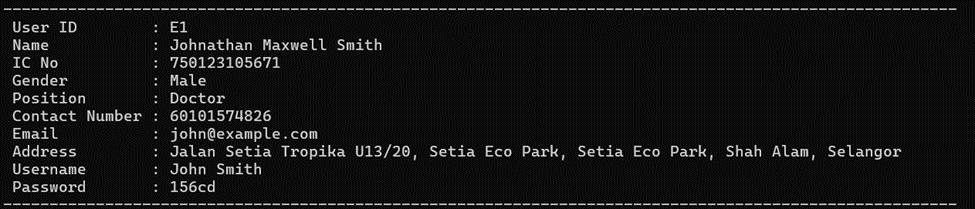 User ID : E1
Name : Johnathan Maxwell Smith
IC No : 750123105671
Gender : Male
Position : Doctor
Contact Number : 60101574826
Email : john@example.com
Address : Jalan Setia Tropika U13/20, Setia Eco Park, Setia Eco Park, Shah Alam, Selangor
Username : John Smith
Password : 156cd